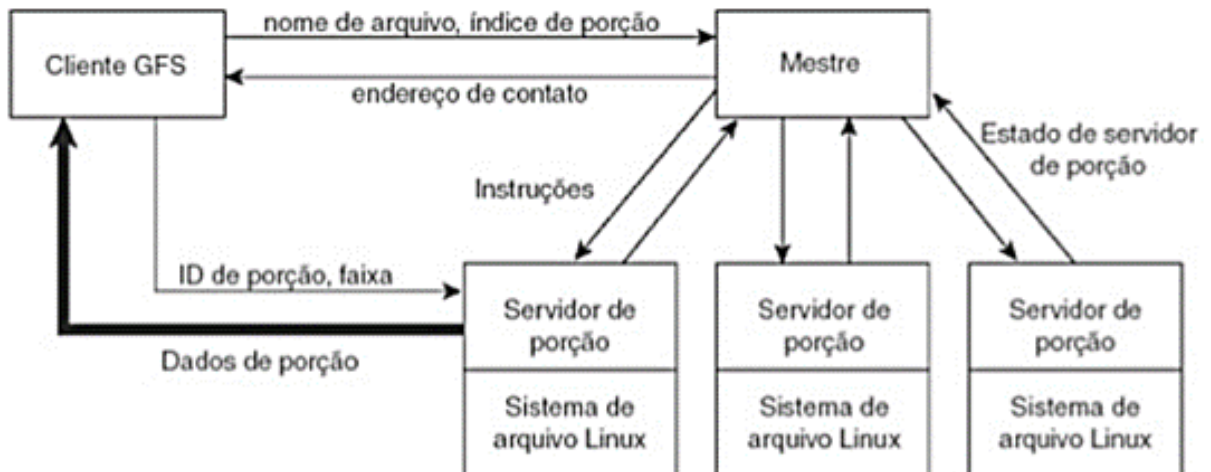 nome de arquivo, índice de porção
Cliente GFS
Mestre
endereço de contato
Estado de servidor
de porção
Instruções
ID de porção, faixa
Dados de porção
Servidor de
porção
Sistema de
arquivo Linux
Servidor de
porção
Sistema de
arquivo Linux
Servidor de
porção
Sistema de
arquivo Linux